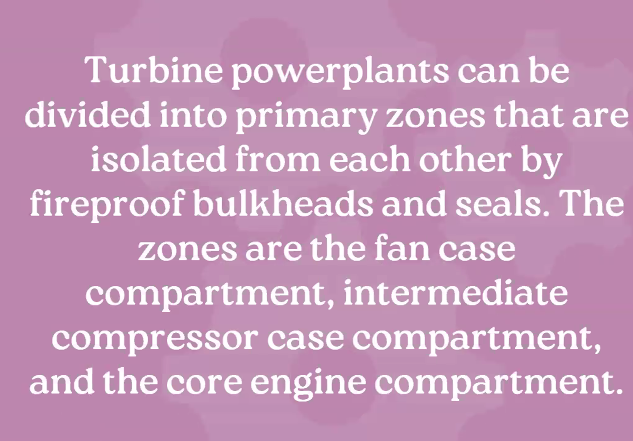 Turbine powerplants can be
divided into primary zones that are
isolated from each other by
fireproof bulkheads and seals. The
zones are the fan case
compartment, intermediate
compressor case compartment,
and the core engine compartment.